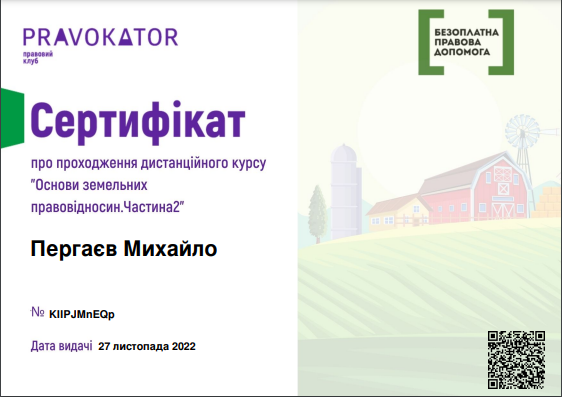 PRAVOKATOR
правовий
клуб
БЕЗОПЛАТНА
ПРАВОВА
ДОПОМОГА
Сертифікат
про проходження дистанційного курсу
"Основи земельних
правовідносин.Частина2"
Пергаєв Михайло
№ KIIPJMnEQp
Дата видачі 27 листопада 2022